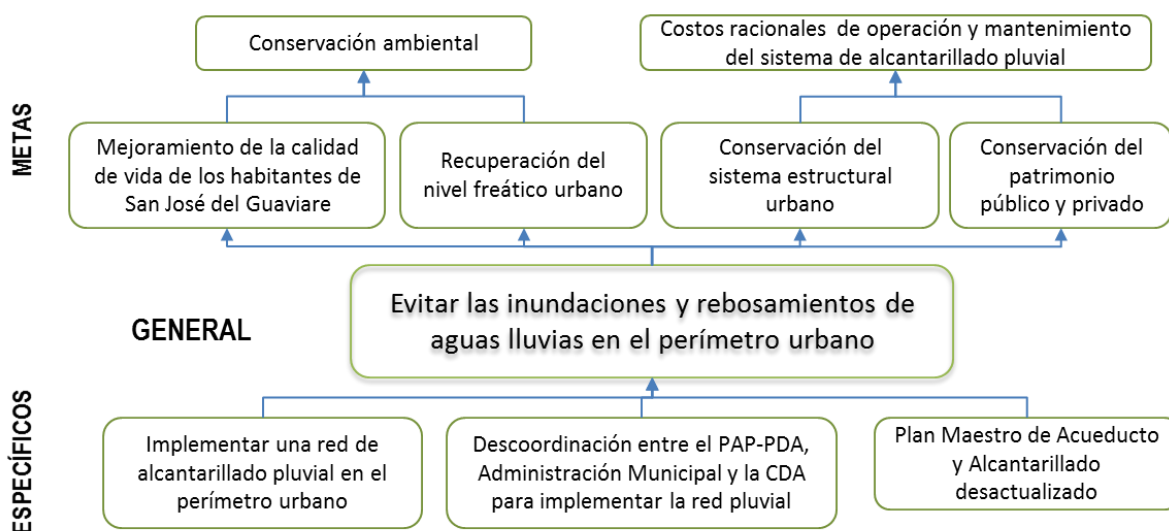 METAS
Conservación ambiental
Costos racionales de operación y mantenimiento
del sistema de alcantarillado pluvial
Mejoramiento de la calidad
de vida de los habitantes de
San José del Guaviare
Recuperación del
nivel freático urbano
Conservación del
sistema estructural
urbano
Conservación del
patrimonio
público y privado
GENERAL
Evitar las inundaciones y rebosamientos de
aguas lluvias en el perímetro urbano
ESPECÍFICOS
Implementar una red de
alcantarillado pluvial en el
perímetro urbano
Descoordinación entre el PAP-PDA,
Administración Municipal y la CDA
para implementar la red pluvial
Plan Maestro de Acueducto
y Alcantarillado
desactualizado